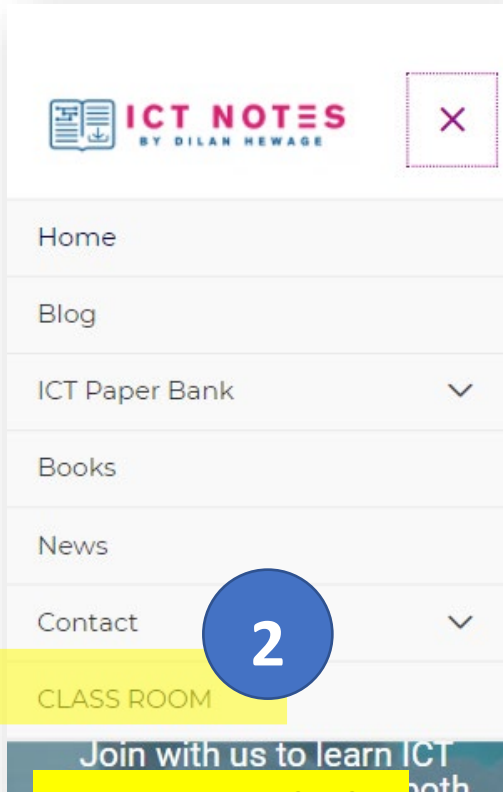 ICT NOTES
BY DILAN HEWAGE
Home
Blog
ICT Paper Bank
Books
News
Contact
2
CLASS ROOM
Join with us to learn ICT
both